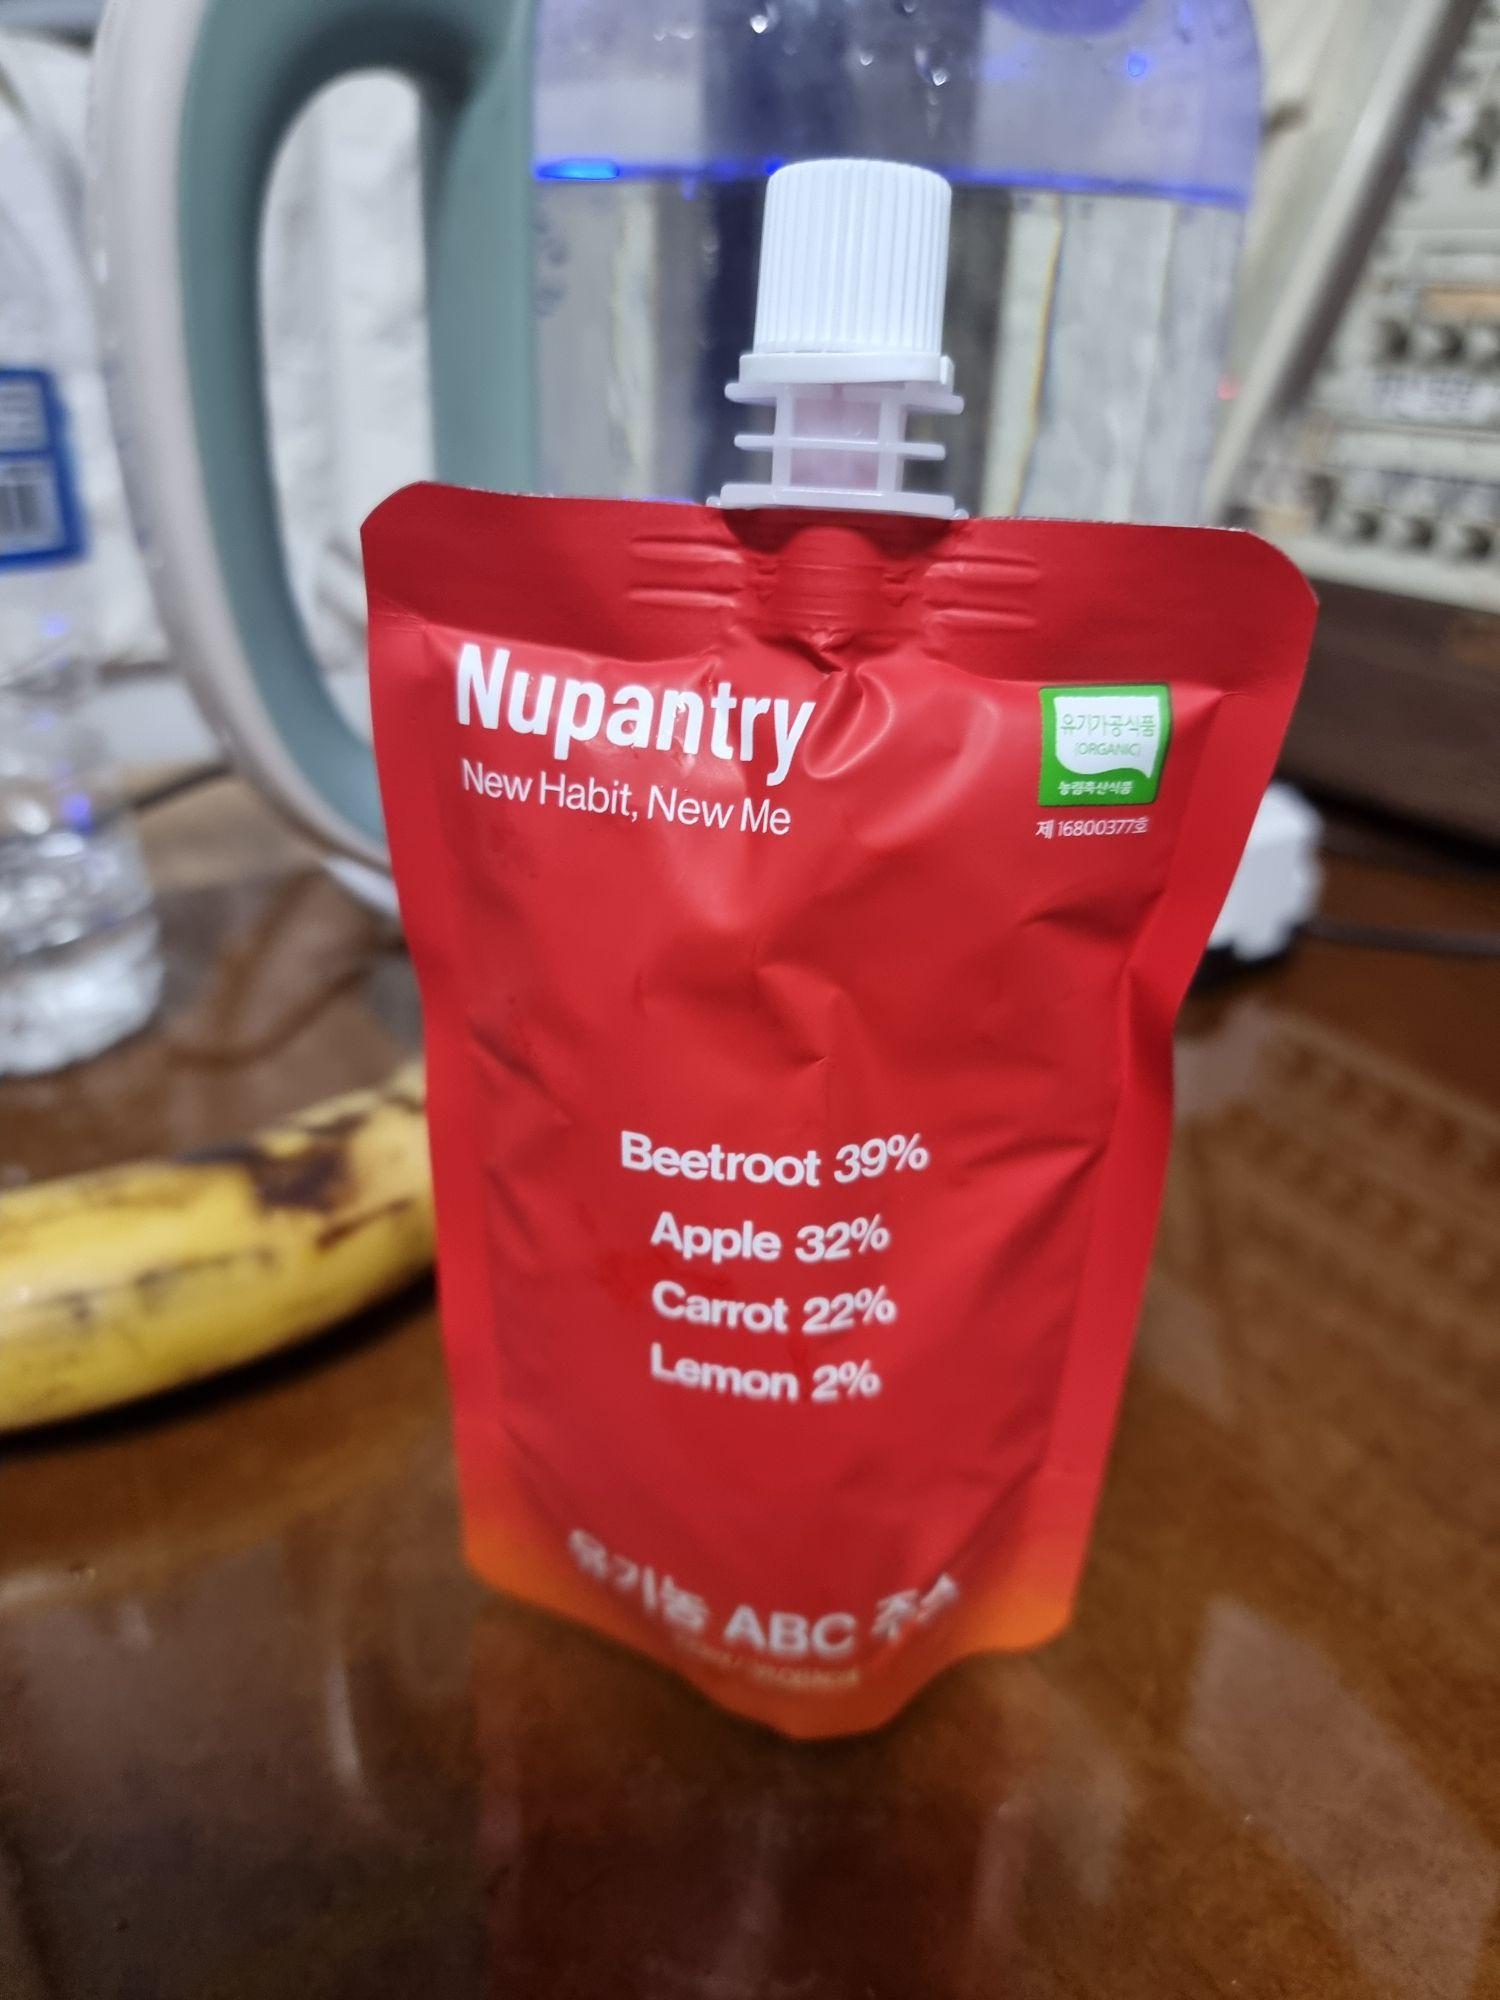 Nupantry
New Habit, New Me
유기가공식품
(ORGANIC)
농림축산식품
제 16800377호
Beetroot 39%
Apple 32%
Carrot 22%
Lemon 2%
유기농 ABC 주스